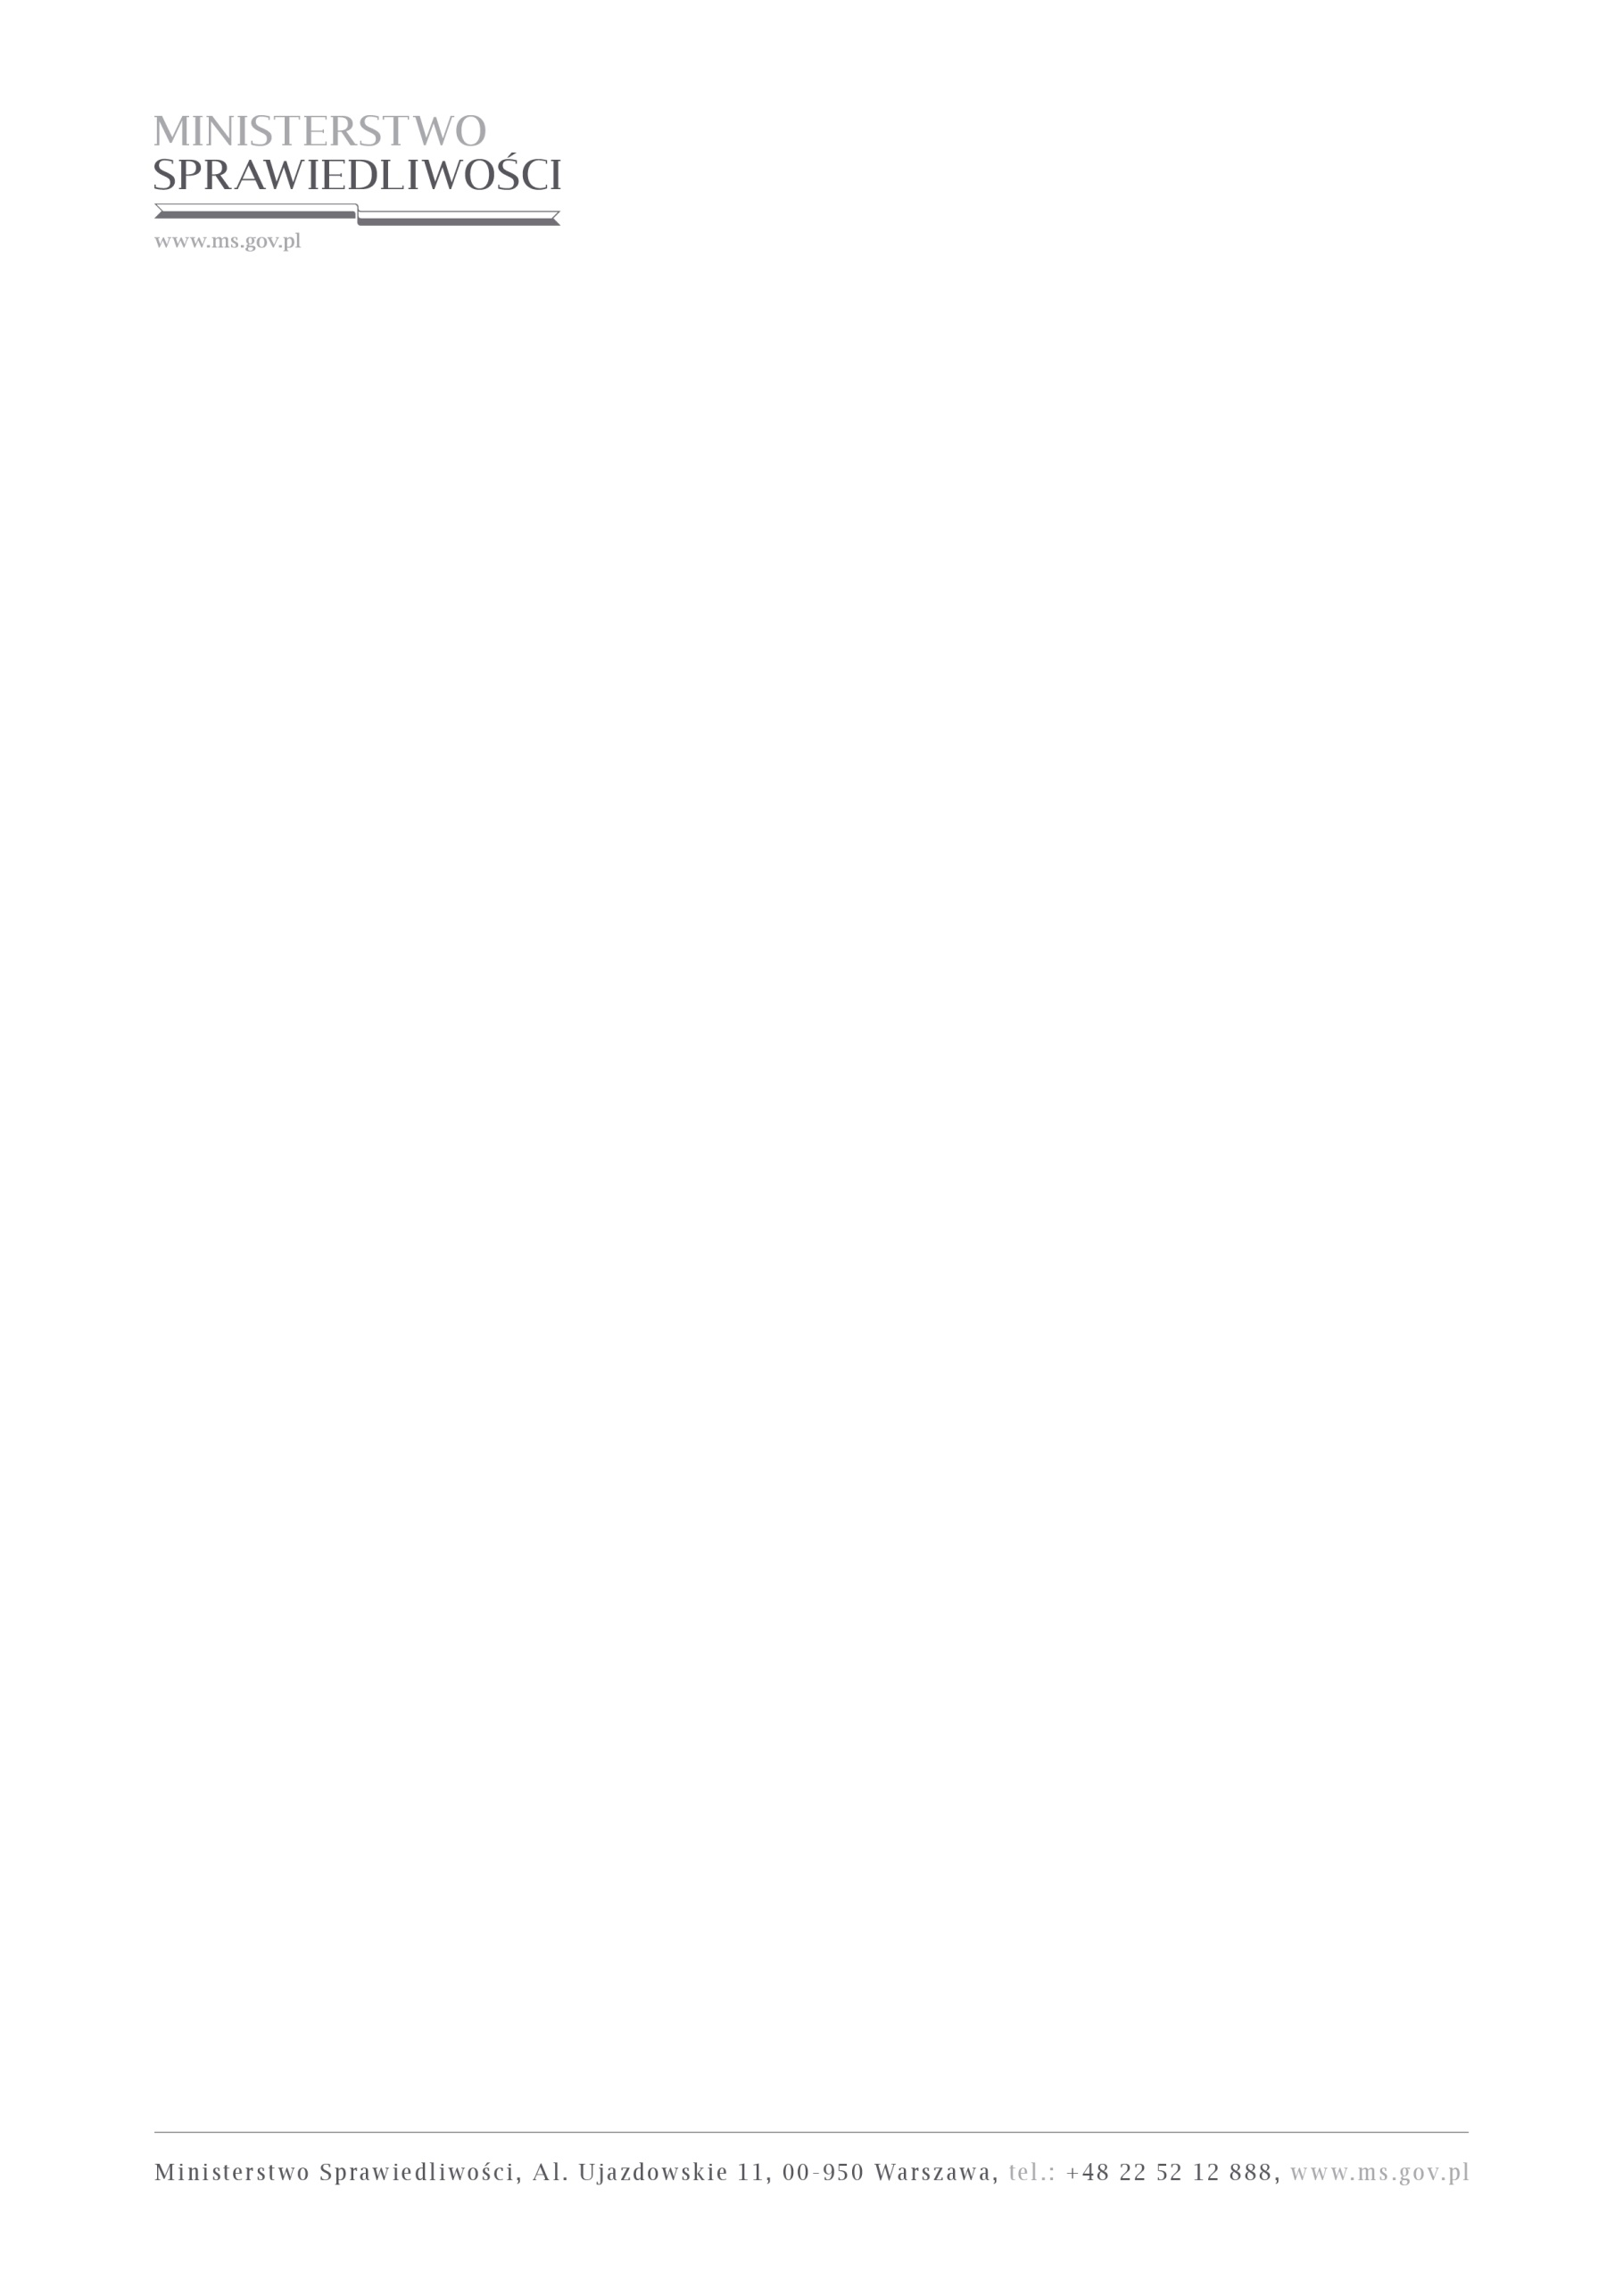 MINISTERSTWO
SPRAWIEDLIWOŚCI
www.ms.gov.pl
Ministerstwo Sprawiedliwości, Al. Ujazdowskie 11, 00-950 Warszawa, tel.: +48 22 52 12 888, www.ms.gov.pl